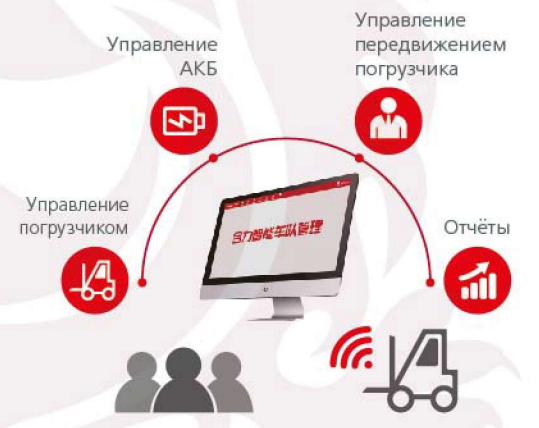 Управление
передвижением
погрузчика
Управление
АКБ
Управление
погрузчиком
Отчёты
合力智能车队管理